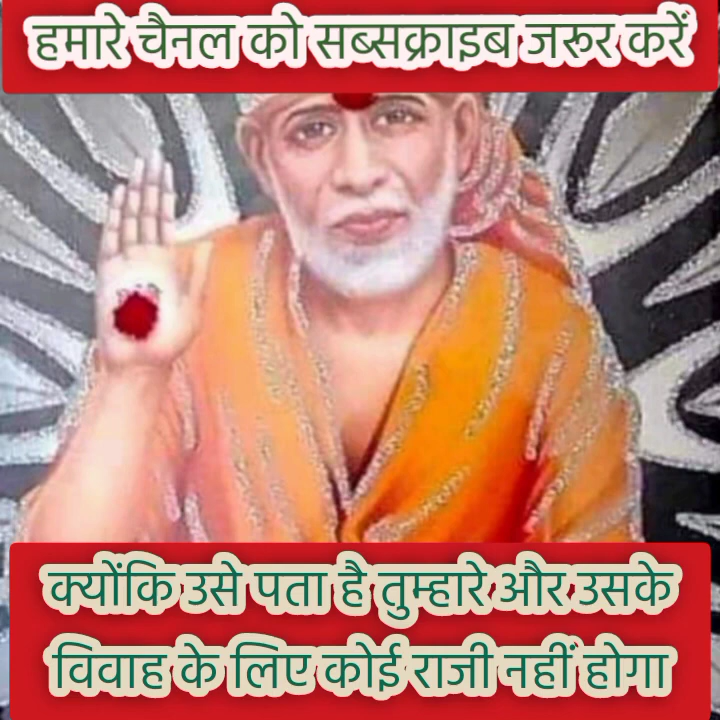 हमारे चैनल को सब्सक्राइब जरूर करें
क्योंकि उसे पता है तुम्हारे और उसके
विवाह के लिए कोई राजी नहीं होगा